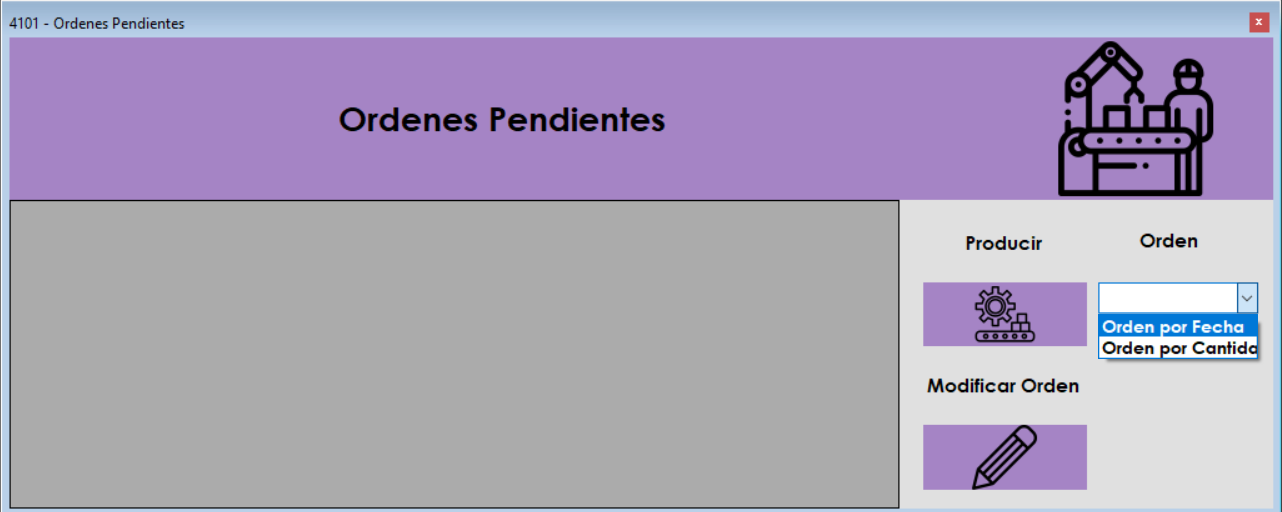 4101 - Ordenes Pendientes
Ordenes Pendientes
Producir
Orden
Orden por Fecha
Orden por Cantida
Modificar Orden